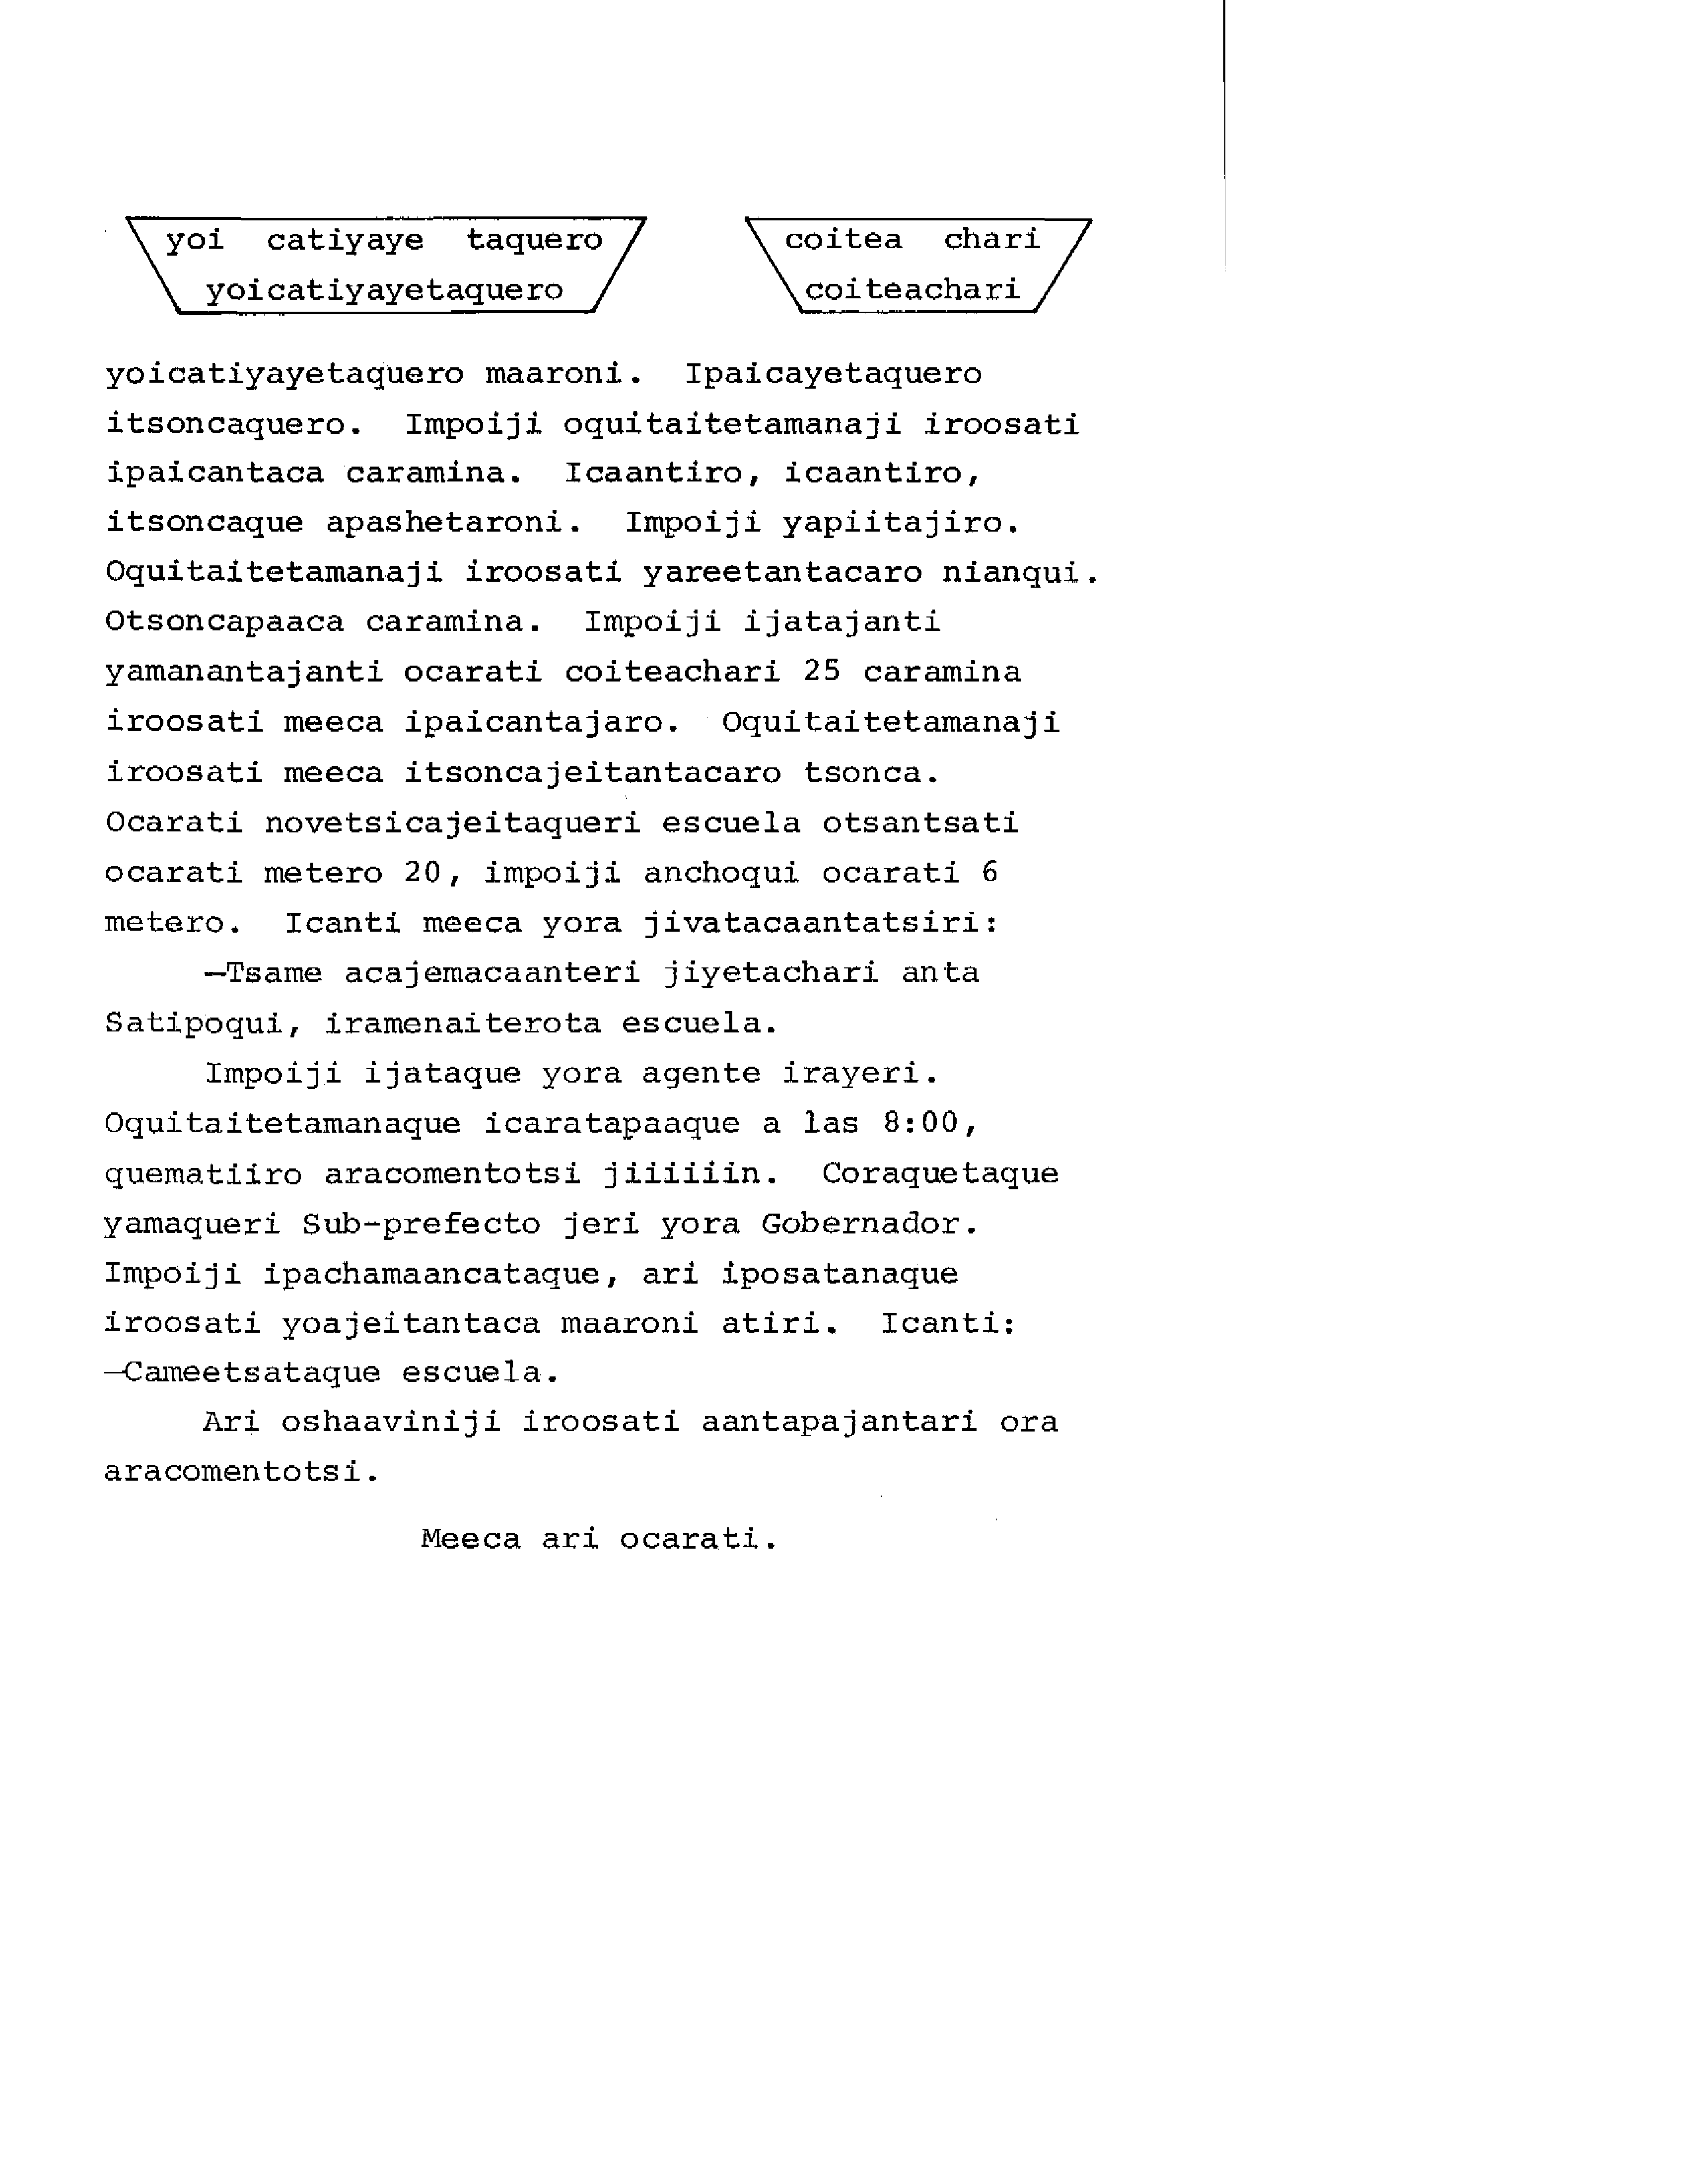 yoi catiyaye taquero
yoicatiyayetaquero
coitea chari
coiteachari
yoicatiyayetaquero maaroni. Ipaicayetaquero
itsoncaquero. Impoiji oquitaitetamanaji iroosati
ipaicantaca caramina. Icaantiro, icaantiro,
itsoncaque apashetaroni. Impoiji yapiitajiro.
Oquitaitetamanaji iroosati yareetantacaro nianqui.
Otsoncapaaca caramina. Impoiji ijatajanti
yamanantajanti ocarati coiteachari 25 caramina
iroosati meeca ipaicantajaro. Oquitaitetamanaji
iroosati meeca itsoncajeitantacaro tsonca.
Ocarati novetsicajeitaqueri escuela otsantsati
ocarati metero 20, impoiji anchoqui ocarati 6
metero. Icanti meeca yora jivatacaantatsiri:
—Tsame acajemacaanteri jiyetachari anta
Satipoqui, iramenaiterota escuela.
Impoiji ijataque yora agente irayeri.
Oquitaitetamanaque icaratapaaque a las 8:00,
quematiiro aracomentotsi jiiiiiin. Coraquetaque
yamaqueri Sub-prefecto jeri yora Gobernador.
Impoiji ipachamaancataque, ari iposatanaque
iroosati yoajeitantaca maaroni atiri. Icanti:
—Cameetsataque escuela.
Ari oshaaviniji iroosati aantapajantari ora
aracomentotsi.
Meeca ari ocarati.